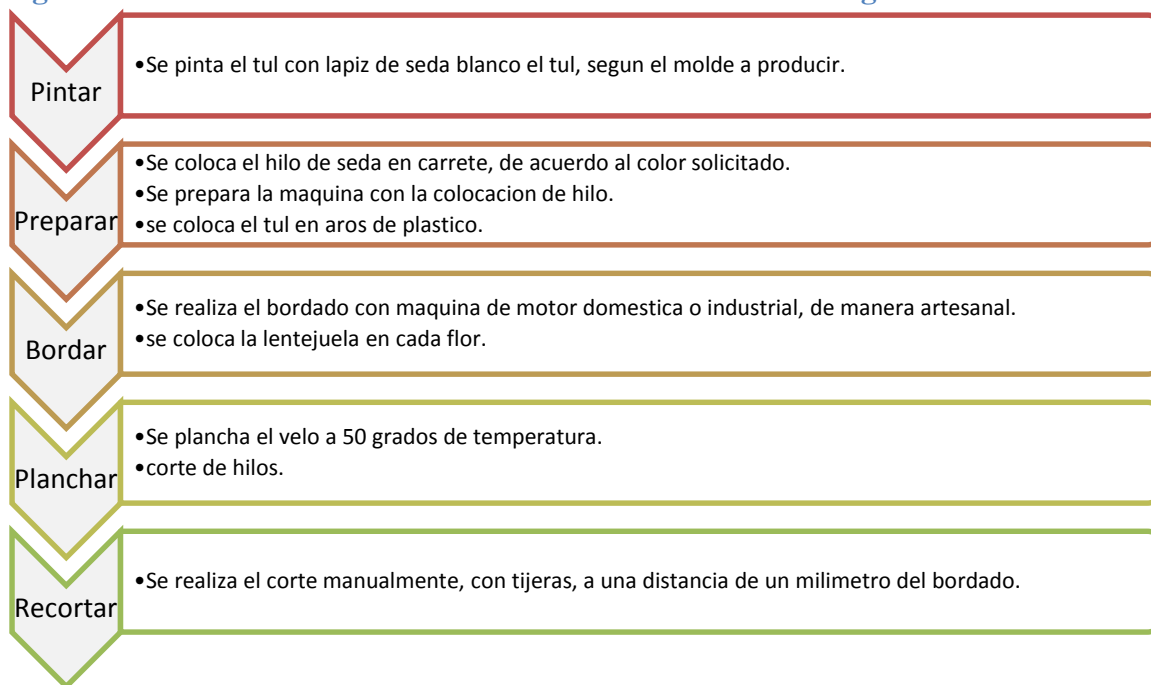 Pintar
•Se pinta el tul con lapiz de seda blanco el tul, segun el molde a producir.
Preparar
•Se coloca el hilo de seda en carrete, de acuerdo al color solicitado.
•Se prepara la maquina con la colocacion de hilo.
•se coloca el tul en aros de plastico.
Bordar
•Se realiza el bordado con maquina de motor domestica o industrial, de manera artesanal.
•se coloca la lentejuela en cada flor.
Planchar
•Se plancha el velo a 50 grados de temperatura.
•corte de hilos.
Recortar
•Se realiza el corte manualmente, con tijeras, a una distancia de un milimetro del bordado.